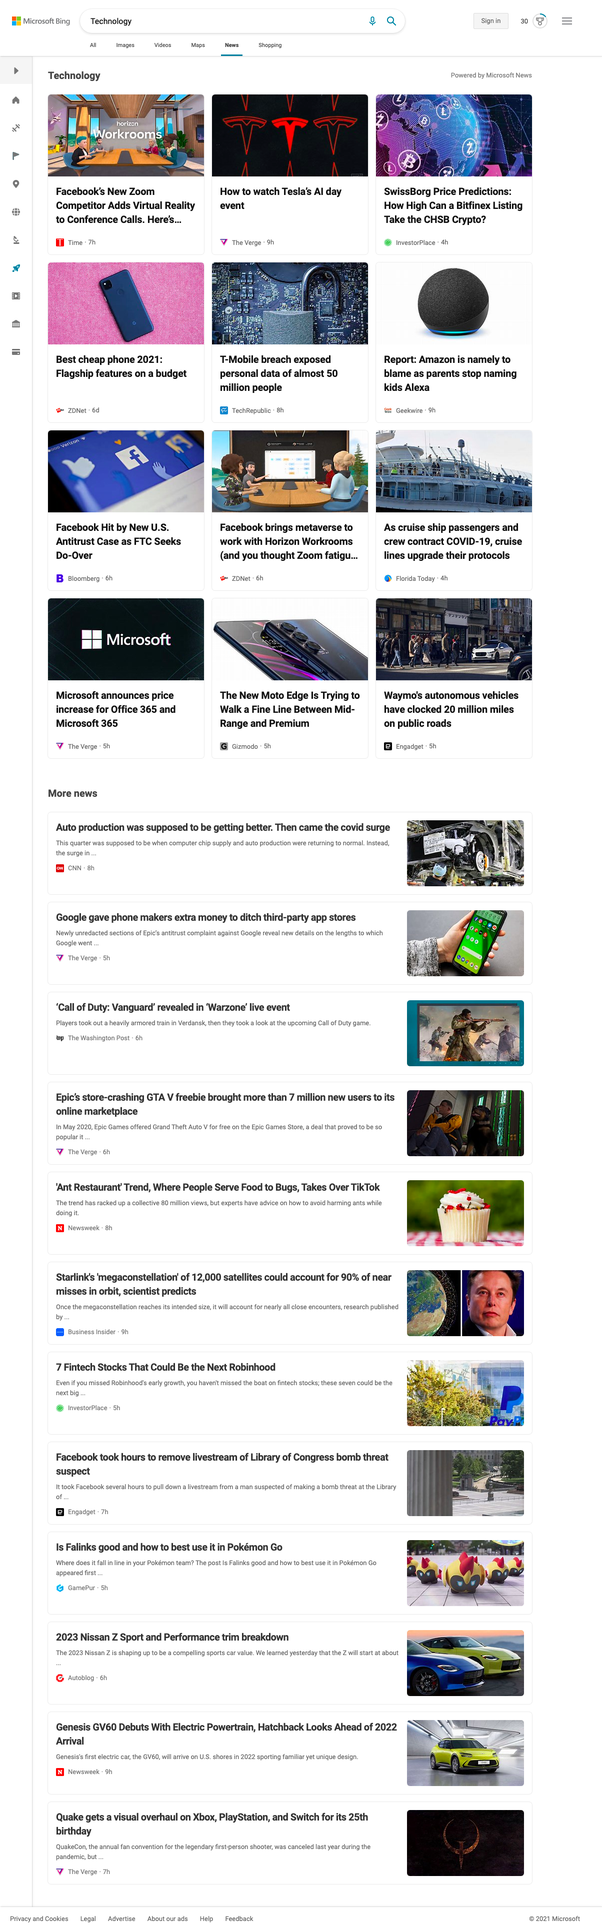 Microsoft Bing
Technology
Sign in
30
All
Images
Videos
Maps
News
Shopping
Technology
Powered by Microsoft News
horizon
Workrooms
Facebook's New Zoom
Competitor Adds Virtual Reality
to Conference Calls. Here's...
Time · 7h
How to watch Tesla's AI day
event
The Verge · 9h
SwissBorg Price Predictions:
How High Can a Bitfinex Listing
Take the CHSB Crypto?
InvestorPlace · 4h
Best cheap phone 2021:
Flagship features on a budget
ZDNet · 6d
T-Mobile breach exposed
personal data of almost 50
million people
TechRepublic · 8h
Report: Amazon is namely to
blame as parents stop naming
kids Alexa
Geekwire · 9h
Facebook Hit by New U.S.
Antitrust Case as FTC Seeks
Do-Over
Bloomberg · 6h
Facebook brings metaverse to
work with Horizon Workrooms
(and you thought Zoom fatigu...
ZDNet · 6h
As cruise ship passengers and
crew contract COVID-19, cruise
lines upgrade their protocols
Florida Today · 4h
Microsoft
Microsoft announces price
increase for Office 365 and
Microsoft 365
The Verge · 5h
The New Moto Edge Is Trying to
Walk a Fine Line Between Mid-
Range and Premium
Gizmodo · 5h
Waymo's autonomous vehicles
have clocked 20 million miles
on public roads
Engadget · 5h
More news
Auto production was supposed to be getting better. Then came the covid surge
This quarter was supposed to be when computer chip supply and auto production were returning to normal. Instead,
the surge in ...
CNN · 8h
Google gave phone makers extra money to ditch third-party app stores
Newly unredacted sections of Epic's antitrust complaint against Google reveal new details on the lengths to which
Google went ...
The Verge · 5h
'Call of Duty: Vanguard' revealed in 'Warzone' live event
Players took out a heavily armored train in Verdansk, then they took a look at the upcoming Call of Duty game.
The Washington Post · 6h
Epic's store-crashing GTA V freebie brought more than 7 million new users to its
online marketplace
In May 2020, Epic Games offered Grand Theft Auto V for free on the Epic Games Store, a deal that proved to be so
popular it ...
The Verge · 6h
'Ant Restaurant' Trend, Where People Serve Food to Bugs, Takes Over TikTok
The trend has racked up a collective 80 million views, but experts have advice on how to avoid harming ants while
doing it.
Newsweek · 8h
Starlink's 'megaconstellation' of 12,000 satellites could account for 90% of near
misses in orbit, scientist predicts
Once the megaconstellation reaches its intended size, it will account for nearly all close encounters, research published
by ...
Business Insider · 9h
7 Fintech Stocks That Could Be the Next Robinhood
Even if you missed Robinhood's early growth, you haven't missed the boat on fintech stocks; these seven could be the
next big ...
InvestorPlace · 5h
Facebook took hours to remove livestream of Library of Congress bomb threat
suspect
It took Facebook several hours to pull down a livestream from a man suspected of making a bomb threat at the Library
of ...
Engadget · 7h
Is Falinks good and how to best use it in Pokémon Go
Where does it fall in line in your Pokémon team? The post Is Falinks good and how to best use it in Pokémon Go
appeared first ...
GamePur · 5h
2023 Nissan Z Sport and Performance trim breakdown
The 2023 Nissan Z is shaping up to be a compelling sports car value. We learned yesterday that the Z will start at about
...
Autoblog · 6h
Genesis GV60 Debuts With Electric Powertrain, Hatchback Looks Ahead of 2022
Arrival
Genesis's first electric car, the GV60, will arrive on U.S. shores in 2022 sporting familiar yet unique design.
Newsweek · 9h
Quake gets a visual overhaul on Xbox, PlayStation, and Switch for its 25th
birthday
QuakeCon, the annual fan convention for the legendary first-person shooter, was canceled last year during the
pandemic, but ...
The Verge · 7h
Privacy and Cookies
Legal
Advertise
About our ads
Help
Feedback
© 2021 Microsoft